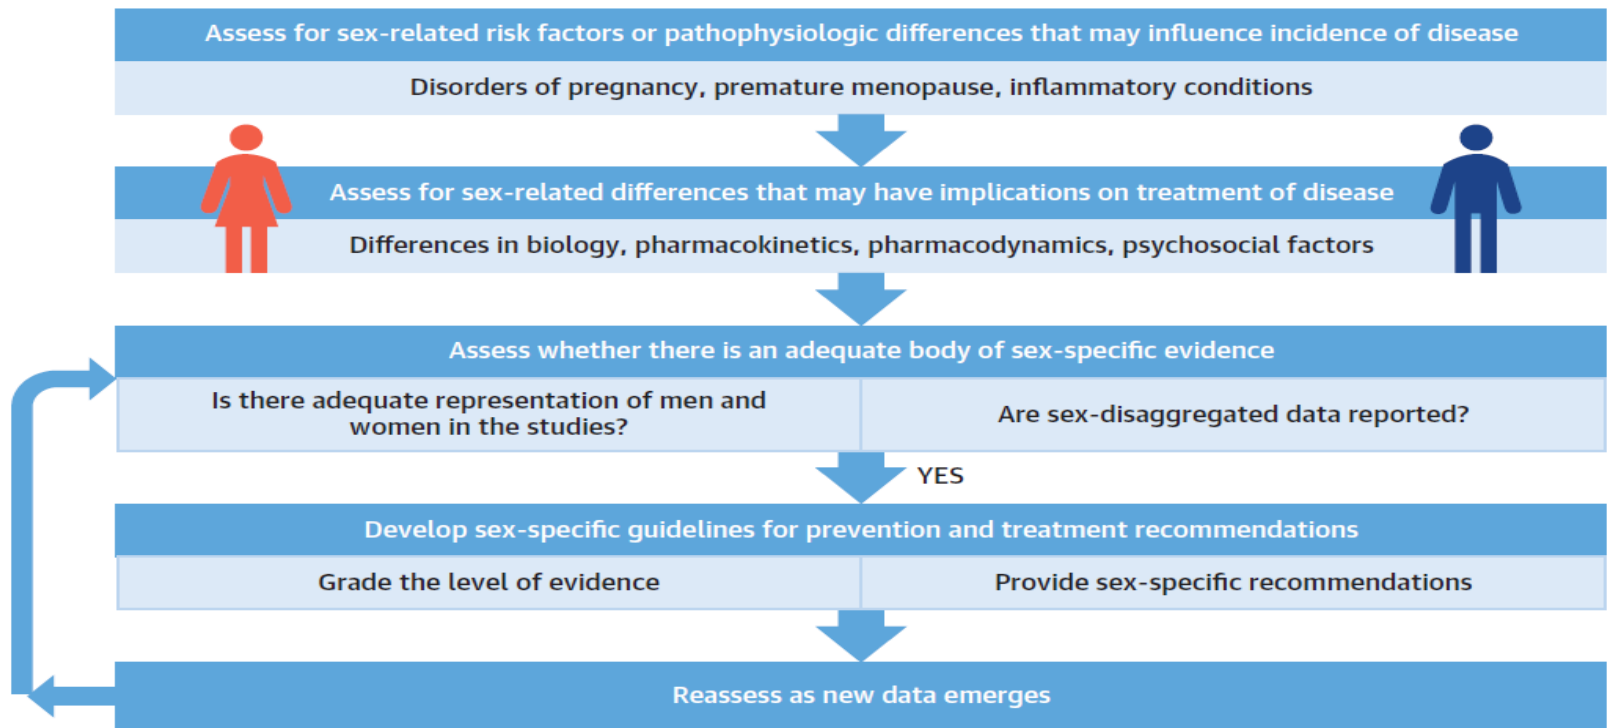 Assess for sex-related risk factors or pathophysiologic differences that may influence incidence of disease
Disorders of pregnancy, premature menopause, inflammatory conditions
Assess for sex-related differences that may have implications on treatment of disease
Differences in biology, pharmacokinetics, pharmacodynamics, psychosocial factors
Assess whether there is an adequate body of sex-specific evidence
Is there adequate representation of men and
women in the studies?
Are sex-disaggregated data reported?
YES
Develop sex-specific guidelines for prevention and treatment recommendations
Grade the level of evidence
Provide sex-specific recommendations
Reassess as new data emerges